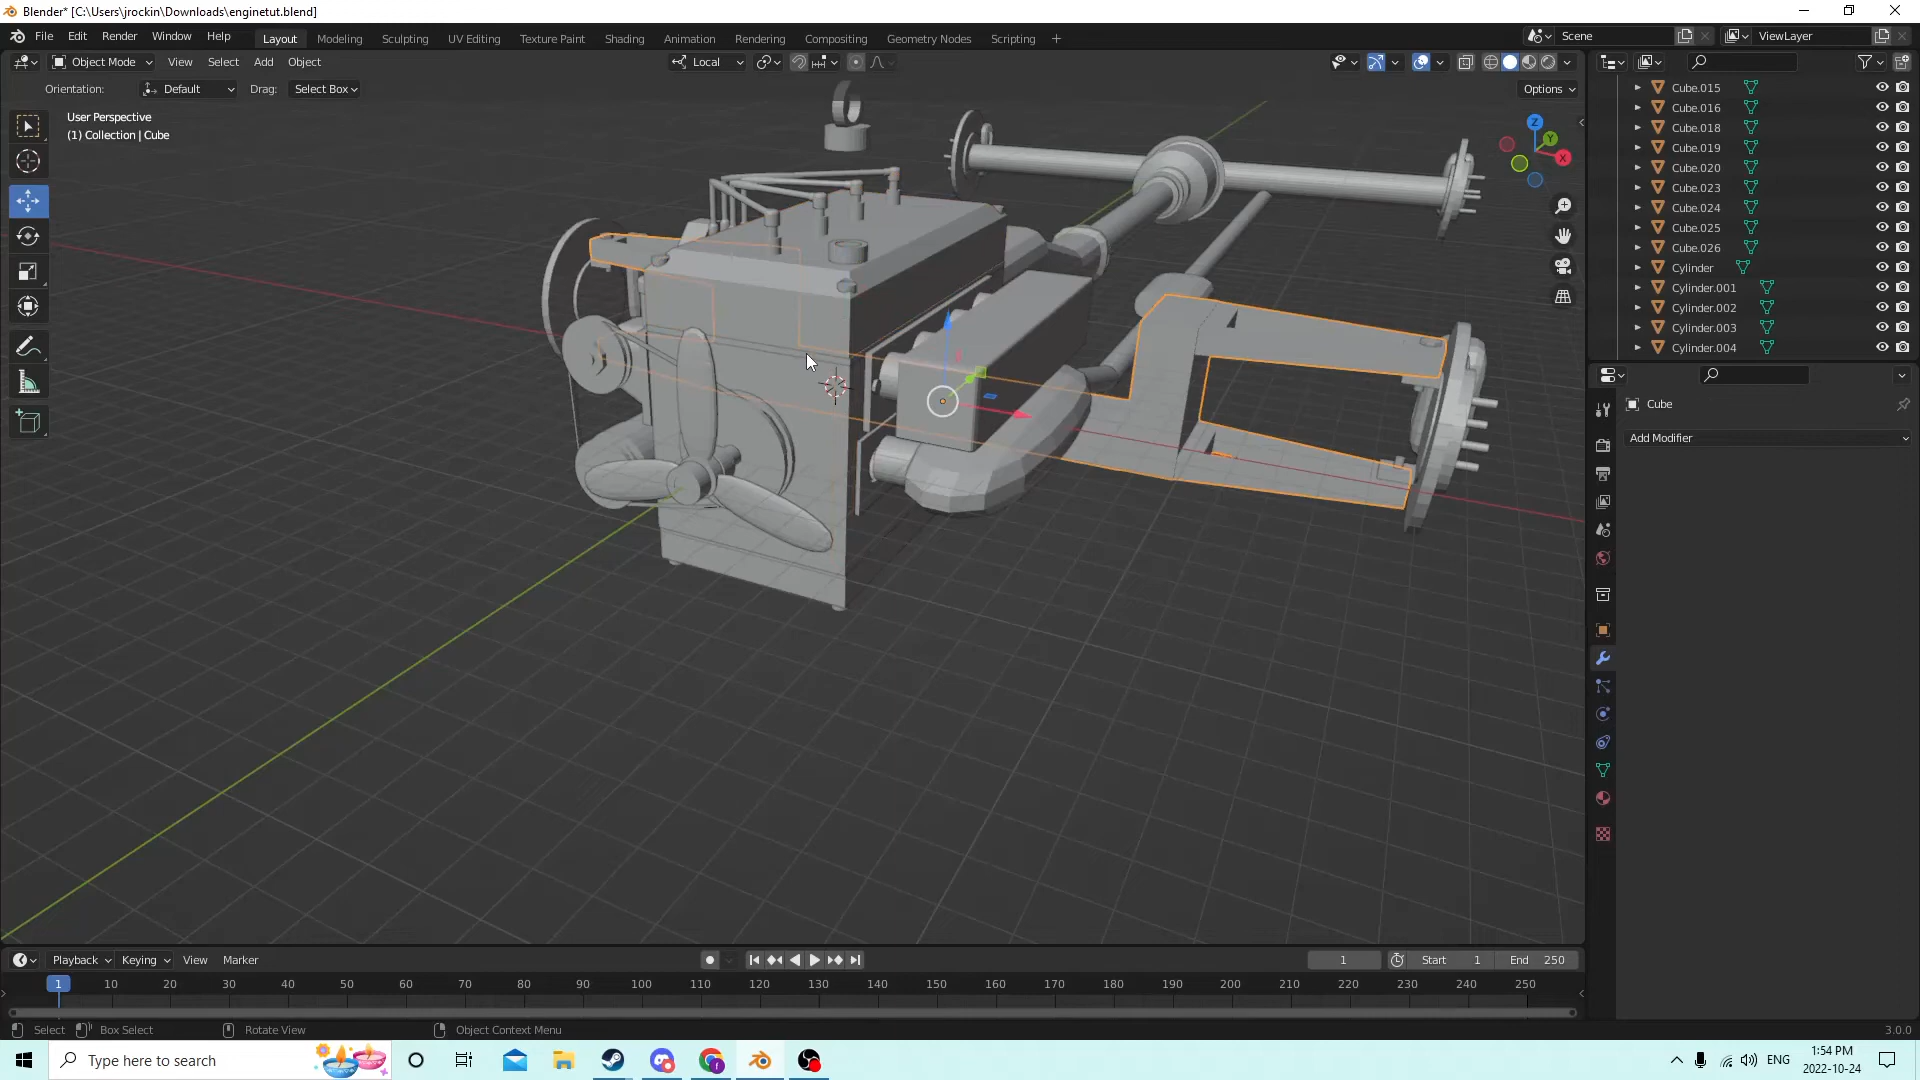 Blender* [C:\Users\jrockin\Downloads\enginetut.blend]
File Edit Render Window Help Layout Modeling Sculpting UV Editing Texture Paint Shading Animation Rendering Compositing Geometry Nodes Scripting + Scene ViewLayer
Object Mode View Select Add Object Local
Orientation: Default Drag: Select Box Options
User Perspective
(1) Collection | Cube
Z
Y
X
Cube.015
Cube.016
Cube.018
Cube.019
Cube.020
Cube.023
Cube.024
Cube.025
Cube.026
Cylinder
Cylinder.001
Cylinder.002
Cylinder.003
Cylinder.004
Cube
Add Modifier
Playback Keying View Marker 1 Start 1 End 250
1 10 20 30 40 50 60 70 80 90 100 110 120 130 140 150 160 170 180 190 200 210 220 230 240 250
Select Box Select Rotate View Object Context Menu 3.0.0
Type here to search
ENG
1:54 PM
2022-10-24